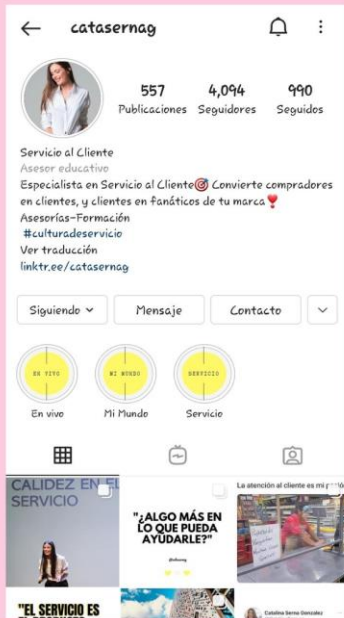 catasernag
557 4,094 990
Publicaciones Seguidores Seguidos
Servicio al Cliente
Asesor educativo
Especialista en Servicio al Cliente🎯 Convierte compradores
en clientes, y clientes en fanáticos de tu marca❣️
Asesorías-Formación
#culturadeservicio
Ver traducción
linktr.ee/catasernag
Siguiendo Mensaje Contacto
EN VIVO MI MUNDO SERVICIO
En vivo Mi Mundo Servicio
CALIDEZ EN EL
SERVICIO
"¿ALGO MÁS EN
LO QUE PUEDA
AYUDARLE?"
La atención al cliente es mi
"EL SERVICIO ES
Catalina Serna Gonzalez